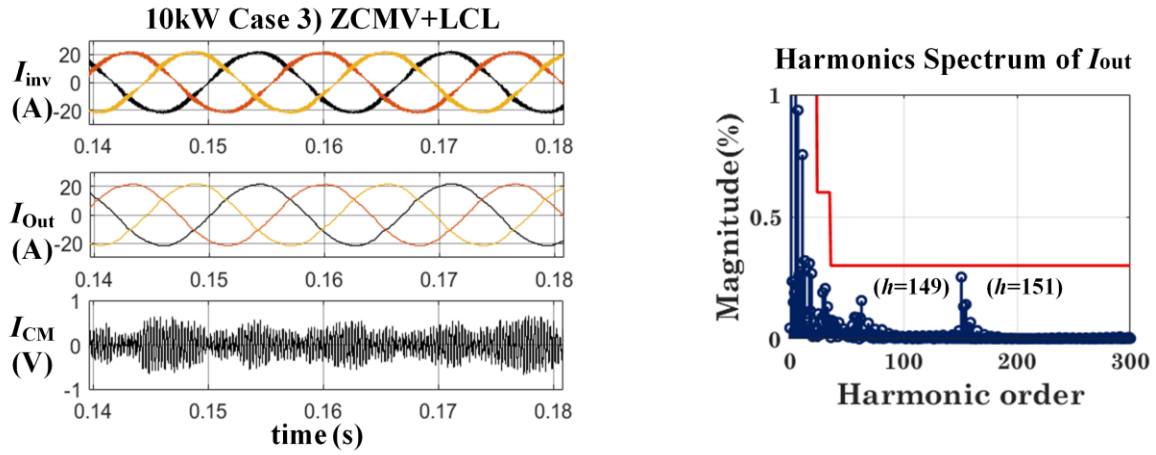 10kW Case 3) ZCMV+LCL
Iinv
(A)
20
0
-20
0.14 0.15 0.16 0.17 0.18
IOut
(A)
20
0
-20
0.14 0.15 0.16 0.17 0.18
ICM
(V)
1
0
-1
0.14 0.15 0.16 0.17 0.18
time (s)
Harmonics Spectrum of Iout
Magnitude(%)
1
0.5
0
(h=149) (h=151)
0 100 200 300
Harmonic order